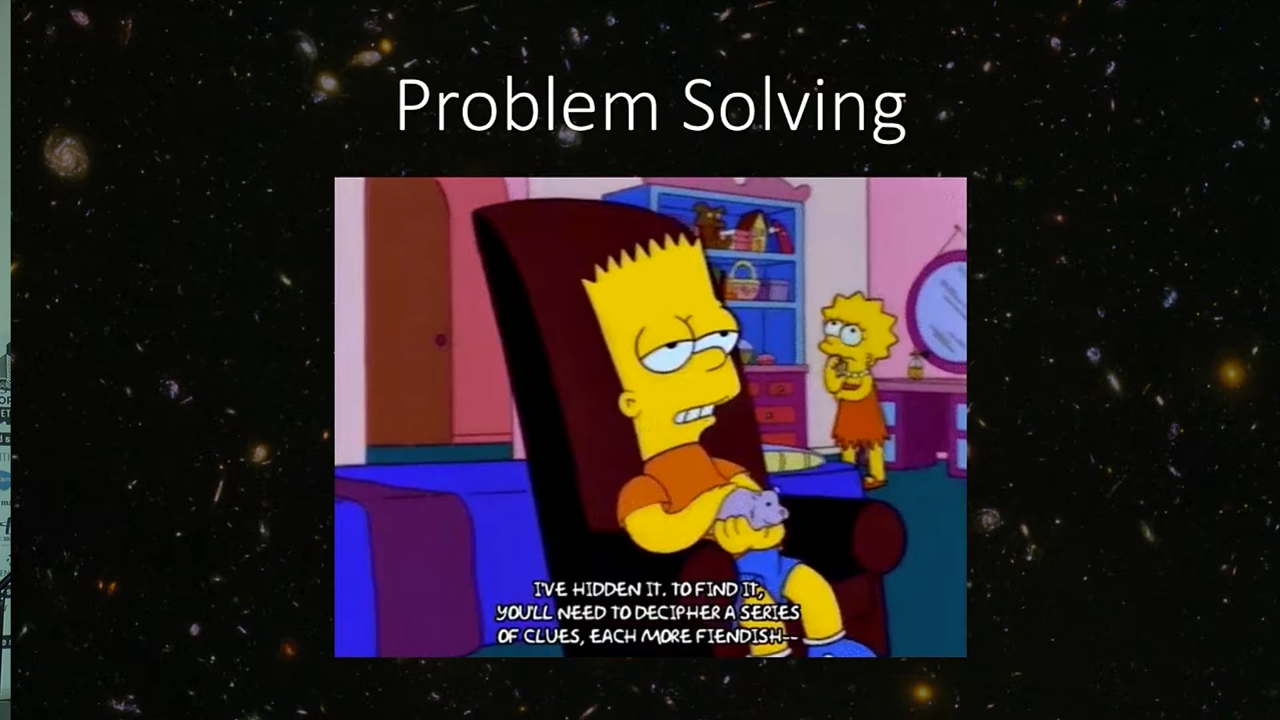 Problem Solving
I'VE HIDDEN IT. TO FIND IT,
YOU'LL NEED TO DECIPHER A SERIES
OF CLUES, EACH MORE FIENDISH--